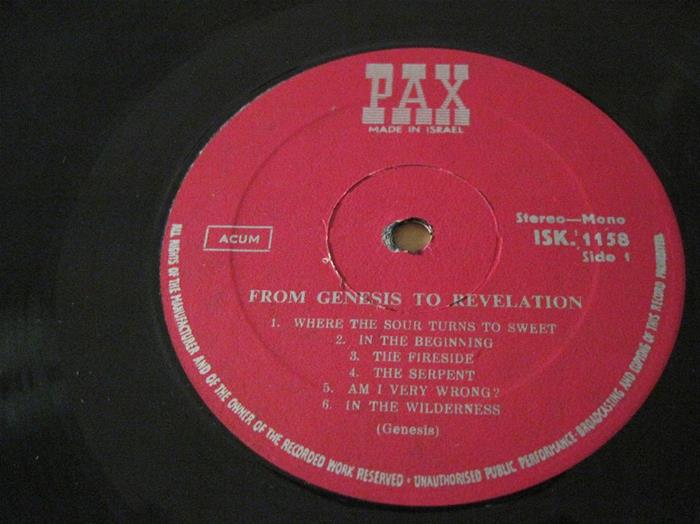 PAX
MADE IN ISRAEL
ACUM
Stereo—Mono
ISK. 1158
Side 1
FROM GENESIS TO REVELATION
1. WHERE THE SOUR TURNS TO SWEET
2. IN THE BEGINNING
3. THE FIRESIDE
4. THE SERPENT
5. AM I VERY WRONG?
6. IN THE WILDERNESS
(Genesis)
ALL RIGHTS OF THE MANUFACTURER AND OF THE OWNER OF THE RECORDED WORK RESERVED • UNAUTHORISED PUBLIC PERFORMANCE • BROADCASTING AND COPYING OF THIS RECORD PROHIBITED